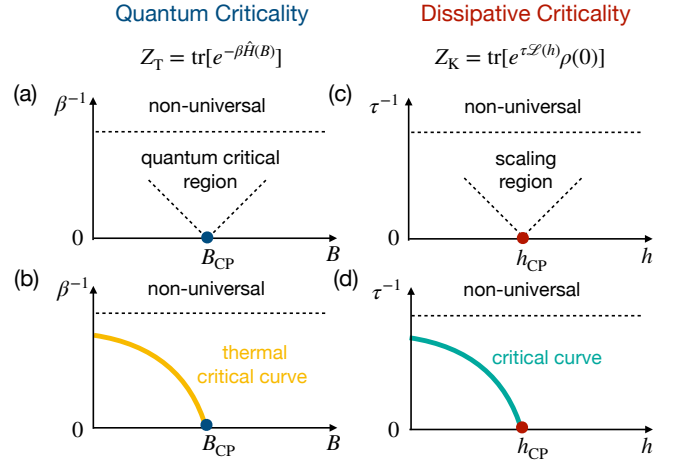 Quantum Criticality
Z_T = tr[e^{-βĤ(B)}]
(a)
β⁻¹
non-universal
quantum critical
region
0
B_CP
B
(b)
β⁻¹
non-universal
thermal
critical curve
0
B_CP
B
Dissipative Criticality
Z_K = tr[e^{τℒ(h)}ρ(0)]
(c)
τ⁻¹
non-universal
scaling
region
0
h_CP
h
(d)
τ⁻¹
non-universal
critical curve
0
h_CP
h